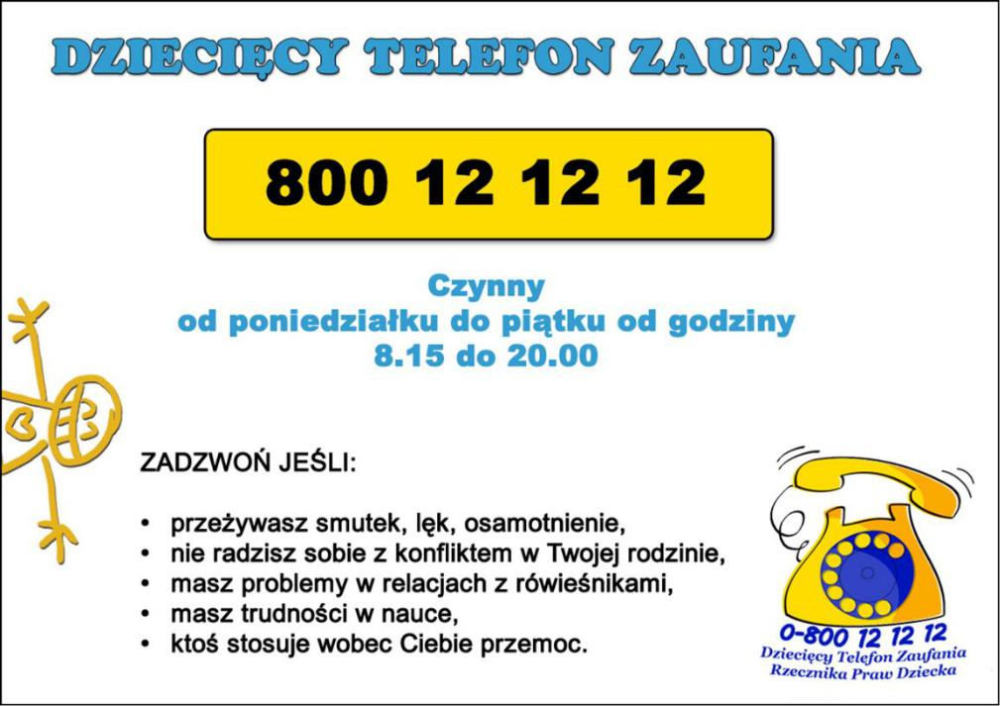 DZIECIĘCY TELEFON ZAUFANIA
800 12 12 12
Czynny
od poniedziałku do piątku od godziny
8.15 do 20.00
ZADZWOŃ JEŚLI:
• przeżywasz smutek, lęk, osamotnienie,
• nie radzisz sobie z konfliktem w Twojej rodzinie,
• masz problemy w relacjach z rówieśnikami,
• masz trudności w nauce,
• ktoś stosuje wobec Ciebie przemoc.
0-800 12 12 12
Dziecięcy Telefon Zaufania
Rzecznika Praw Dziecka